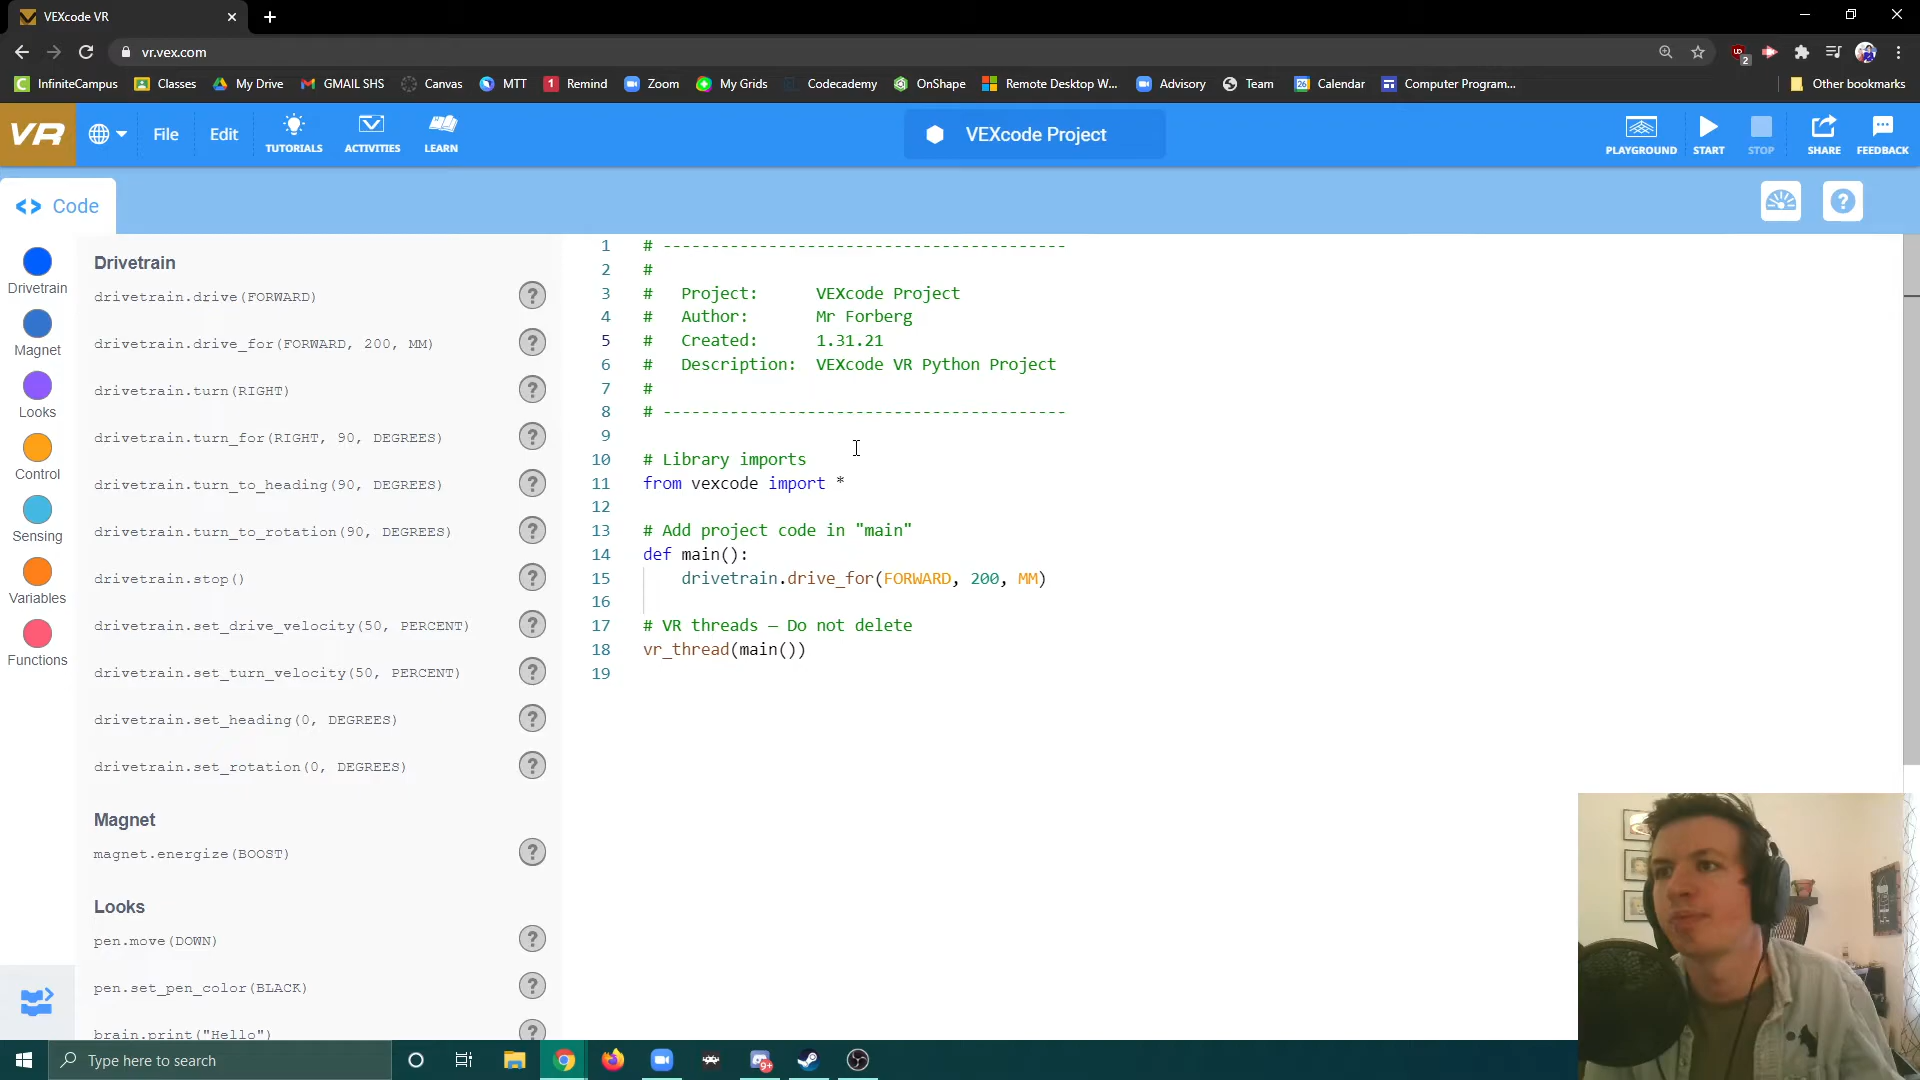 VEXcode VR
vr.vex.com
InfiniteCampus Classes My Drive GMAIL SHS Canvas MTT Remind Zoom My Grids Codecademy OnShape Remote Desktop W... Advisory Team Calendar Computer Program... Other bookmarks
VR File Edit TUTORIALS ACTIVITIES LEARN VEXcode Project PLAYGROUND START STOP SHARE FEEDBACK
<> Code
Drivetrain
Magnet
Looks
Control
Sensing
Variables
Functions
Drivetrain
drivetrain.drive(FORWARD) ?
drivetrain.drive_for(FORWARD, 200, MM) ?
drivetrain.turn(RIGHT) ?
drivetrain.turn_for(RIGHT, 90, DEGREES) ?
drivetrain.turn_to_heading(90, DEGREES) ?
drivetrain.turn_to_rotation(90, DEGREES) ?
drivetrain.stop() ?
drivetrain.set_drive_velocity(50, PERCENT) ?
drivetrain.set_turn_velocity(50, PERCENT) ?
drivetrain.set_heading(0, DEGREES) ?
drivetrain.set_rotation(0, DEGREES) ?
Magnet
magnet.energize(BOOST) ?
Looks
pen.move(DOWN) ?
pen.set_pen_color(BLACK) ?
brain.print("Hello") ?
1 # ------------------------------------------
2 #
3 # Project: VEXcode Project
4 # Author: Mr Forberg
5 # Created: 1.31.21
6 # Description: VEXcode VR Python Project
7 #
8 # ------------------------------------------
9
10 # Library imports
11 from vexcode import *
12
13 # Add project code in "main"
14 def main():
15 drivetrain.drive_for(FORWARD, 200, MM)
16
17 # VR threads — Do not delete
18 vr_thread(main())
19
Type here to search